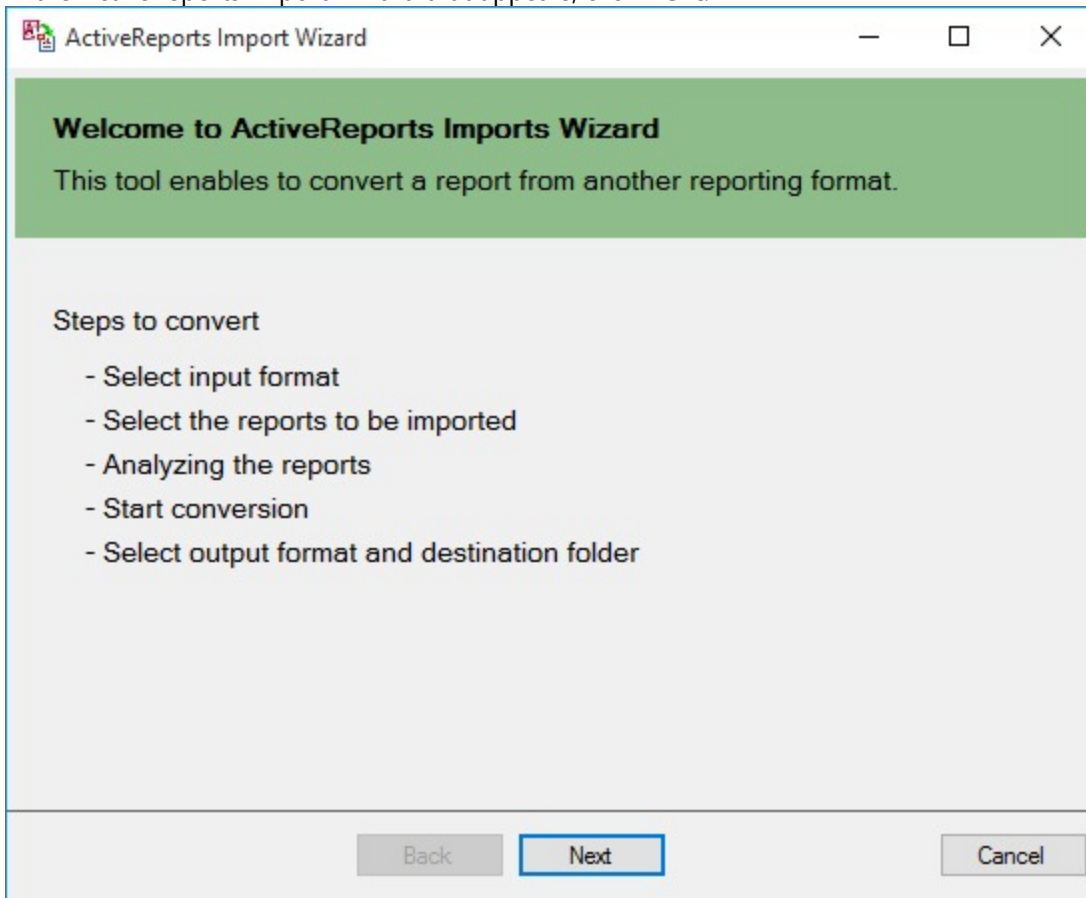 ActiveReports Import Wizard
Welcome to ActiveReports Imports Wizard
This tool enables to convert a report from another reporting format.
Steps to convert
- Select input format
- Select the reports to be imported
- Analyzing the reports
- Start conversion
- Select output format and destination folder
Back
Next
Cancel